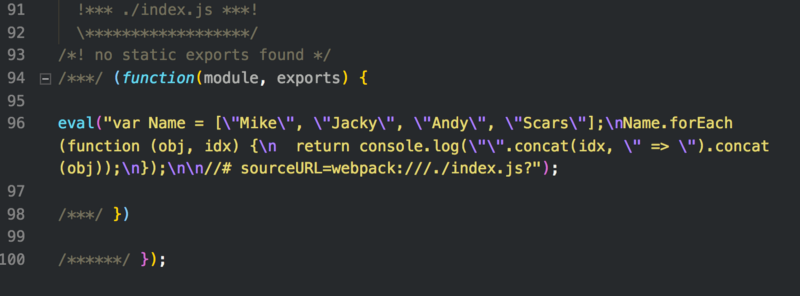 91 !*** ./index.js ***!
92 \******************/
93 /*! no static exports found */
94 /***/ (function(module, exports) {
95
96 eval("var Name = [\"Mike\", \"Jacky\", \"Andy\", \"Scars\"];\nName.forEach
(function (obj, idx) {\n  return console.log(\"\".concat(idx, \" => \").concat
(obj));\n});\n\n//# sourceURL=webpack:///./index.js?");
97
98 /***/ })
99
100 /******/ });